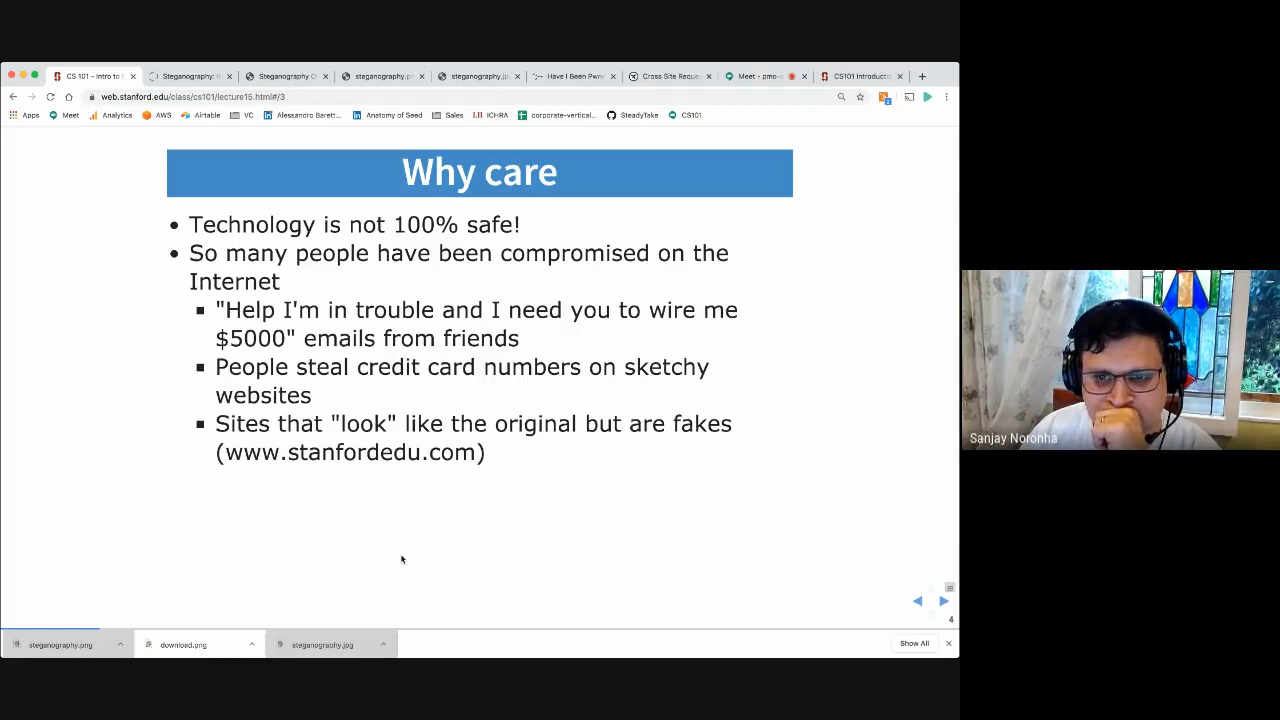 CS 101 - Intro to
Steganography:
Steganography O
steganography.p
steganography.jp
Have I Been Pwne
Cross Site Reque
Meet - pmo-
CS101 Introductio
web.stanford.edu/class/cs101/lecture15.html#/3
Apps Meet Analytics AWS Airtable VC Alessandro Barett... Anatomy of Seed Sales ICHRA corporate-vertical... SteadyTake CS101
Why care
• Technology is not 100% safe!
• So many people have been compromised on the
Internet
▪ "Help I'm in trouble and I need you to wire me
$5000" emails from friends
▪ People steal credit card numbers on sketchy
websites
▪ Sites that "look" like the original but are fakes
(www.stanfordedu.com)
Sanjay Noronha
4
steganography.png
download.png
steganography.jpg
Show All